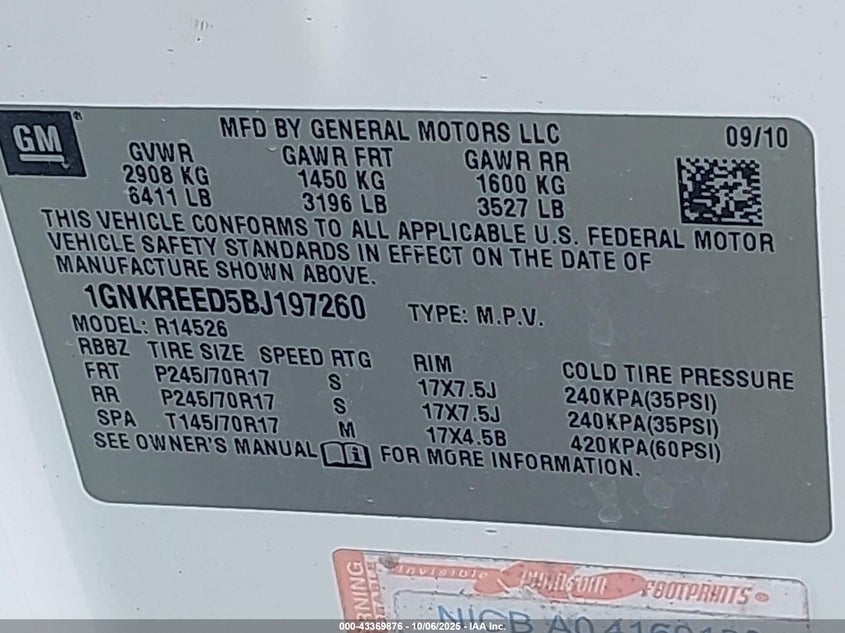 GM
MFD BY GENERAL MOTORS LLC 09/10
GVWR GAWR FRT GAWR RR
2908 KG 1450 KG 1600 KG
6411 LB 3196 LB 3527 LB
THIS VEHICLE CONFORMS TO ALL APPLICABLE U.S. FEDERAL MOTOR
VEHICLE SAFETY STANDARDS IN EFFECT ON THE DATE OF
MANUFACTURE SHOWN ABOVE.
1GNKREED5BJ197260 TYPE: M.P.V.
MODEL: R14526
RBBZ TIRE SIZE SPEED RTG RIM COLD TIRE PRESSURE
FRT P245/70R17 S 17X7.5J 240KPA(35PSI)
RR P245/70R17 S 17X7.5J 240KPA(35PSI)
SPA T145/70R17 M 17X4.5B 420KPA(60PSI)
SEE OWNER'S MANUAL FOR MORE INFORMATION.
Invisible FOOTPRINTS
NICB
000-43369876 - 10/06/2025 - IAA Inc.